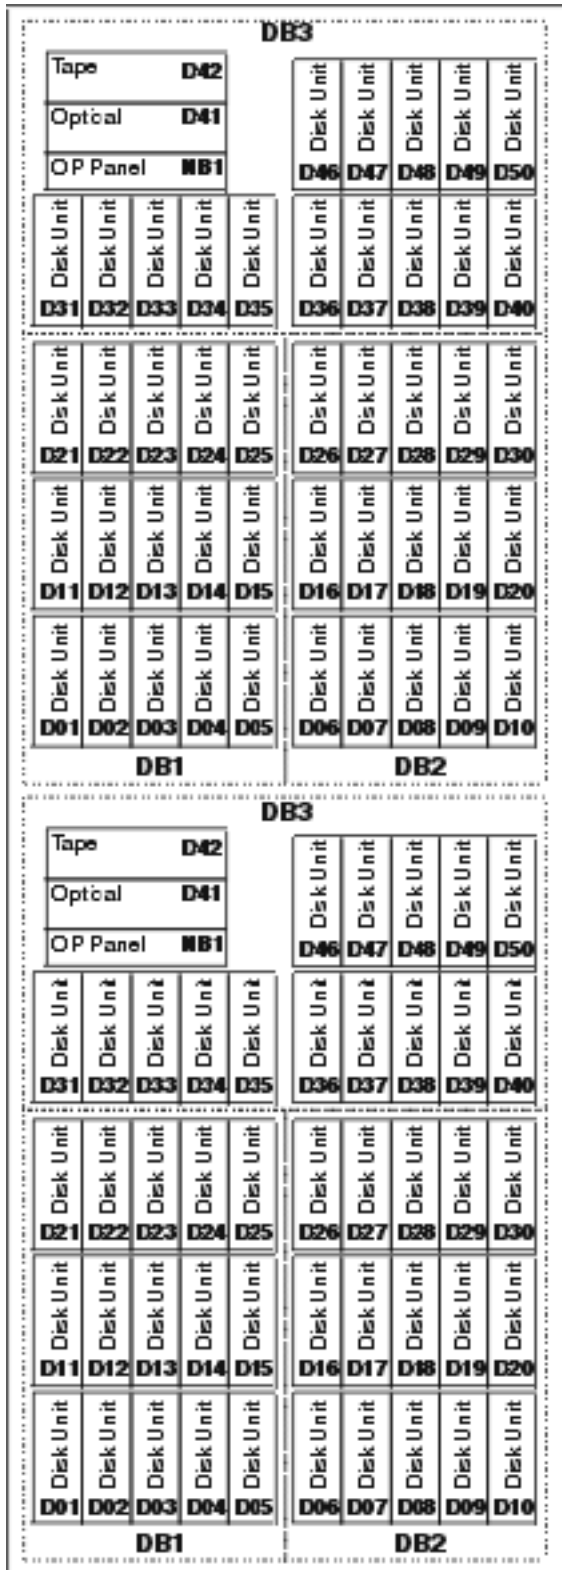 DB3
Tape D42
Optical D41
OP Panel NB1
Disk Unit Disk Unit Disk Unit Disk Unit Disk Unit
D46 D47 D48 D49 D50
Disk Unit Disk Unit Disk Unit Disk Unit Disk Unit Disk Unit Disk Unit Disk Unit Disk Unit Disk Unit
D31 D32 D33 D34 D35 D36 D37 D38 D39 D40
Disk Unit Disk Unit Disk Unit Disk Unit Disk Unit Disk Unit Disk Unit Disk Unit Disk Unit Disk Unit
D21 D22 D23 D24 D25 D26 D27 D28 D29 D30
Disk Unit Disk Unit Disk Unit Disk Unit Disk Unit Disk Unit Disk Unit Disk Unit Disk Unit Disk Unit
D11 D12 D13 D14 D15 D16 D17 D18 D19 D20
Disk Unit Disk Unit Disk Unit Disk Unit Disk Unit Disk Unit Disk Unit Disk Unit Disk Unit Disk Unit
D01 D02 D03 D04 D05 D06 D07 D08 D09 D10
DB1 DB2
DB3
Tape D42
Optical D41
OP Panel NB1
Disk Unit Disk Unit Disk Unit Disk Unit Disk Unit
D46 D47 D48 D49 D50
Disk Unit Disk Unit Disk Unit Disk Unit Disk Unit Disk Unit Disk Unit Disk Unit Disk Unit Disk Unit
D31 D32 D33 D34 D35 D36 D37 D38 D39 D40
Disk Unit Disk Unit Disk Unit Disk Unit Disk Unit Disk Unit Disk Unit Disk Unit Disk Unit Disk Unit
D21 D22 D23 D24 D25 D26 D27 D28 D29 D30
Disk Unit Disk Unit Disk Unit Disk Unit Disk Unit Disk Unit Disk Unit Disk Unit Disk Unit Disk Unit
D11 D12 D13 D14 D15 D16 D17 D18 D19 D20
Disk Unit Disk Unit Disk Unit Disk Unit Disk Unit Disk Unit Disk Unit Disk Unit Disk Unit Disk Unit
D01 D02 D03 D04 D05 D06 D07 D08 D09 D10
DB1 DB2